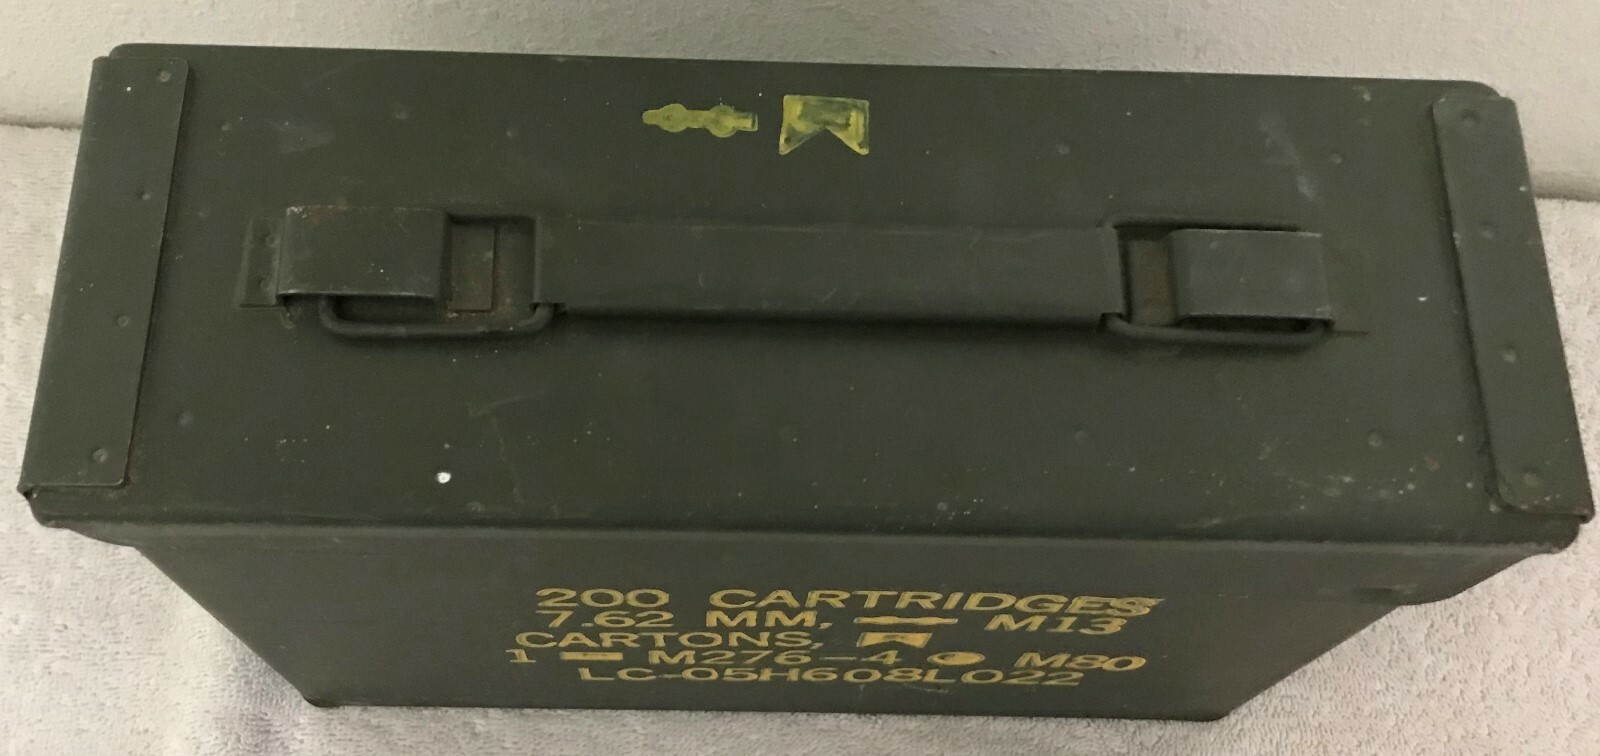 200 CARTRIDGES
7.62 MM, M13
CARTONS,
1 M276-4 M80
LC-05H608L022